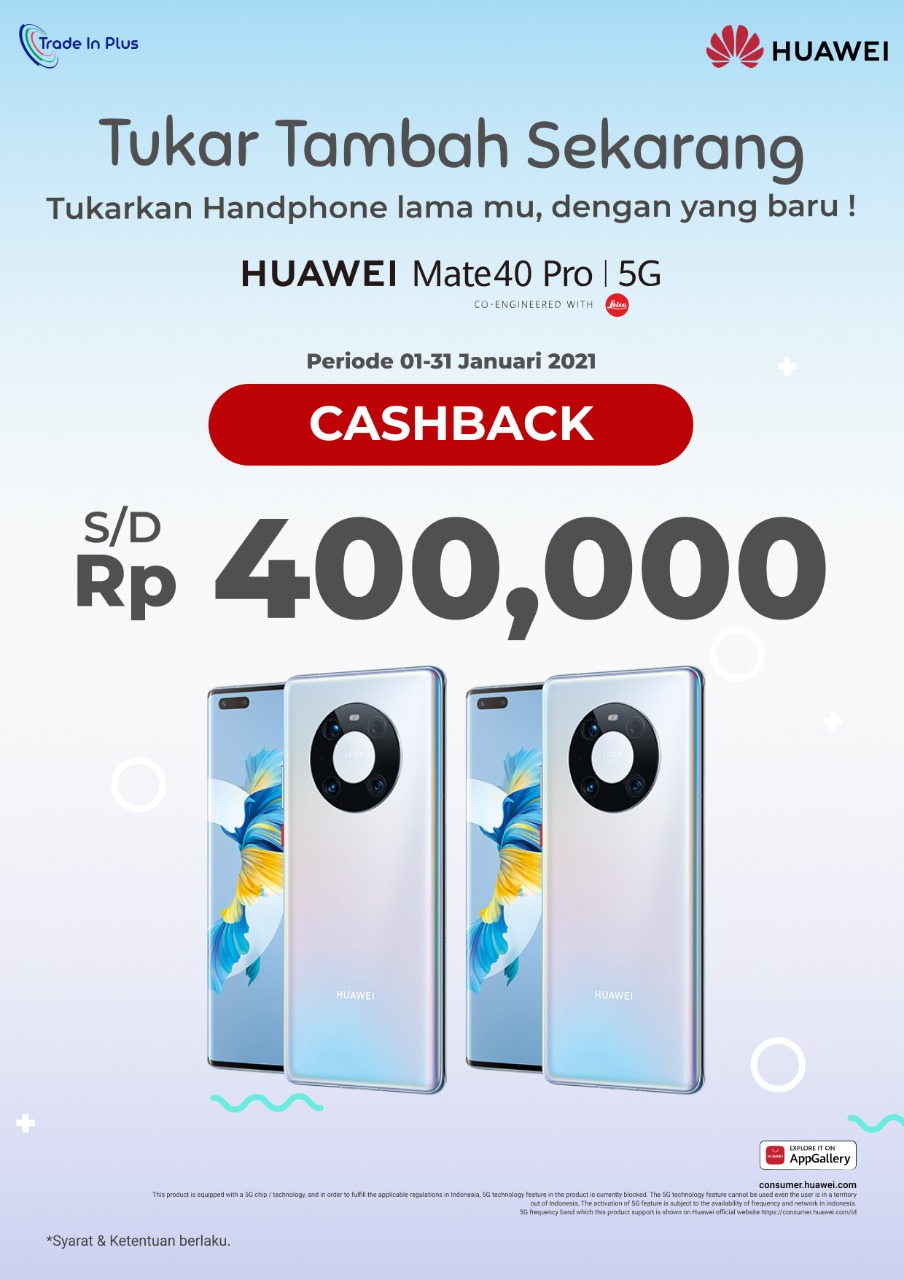 Trade In Plus
HUAWEI
Tukar Tambah Sekarang
Tukarkan Handphone lama mu, dengan yang baru !
HUAWEI Mate40 Pro | 5G
CO-ENGINEERED WITH Leica
Periode 01-31 Januari 2021
CASHBACK
S/D
Rp 400,000
LEICA
LEICA
HUAWEI
HUAWEI
EXPLORE IT ON
HUAWEI AppGallery
consumer.huawei.com
This product is equipped with a 5G chip / technology, and in order to fulfill the applicable regulations in Indonesia, 5G technology feature in the product is currently blocked. The 5G technology feature cannot be used even the user is in a territory
out of Indonesia. The activation of 5G feature is subject to the availability of frequency and network in Indonesia.
5G frequency band which this product support is shown on Huawei official website https://consumer.huawei.com/id
*Syarat & Ketentuan berlaku.